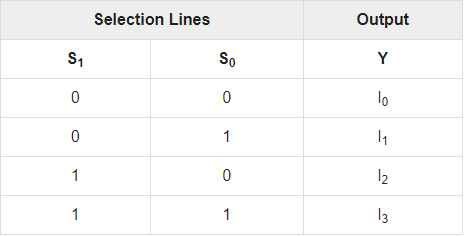 Selection Lines Output
S₁ S₀ Y
0 0 I₀
0 1 I₁
1 0 I₂
1 1 I₃